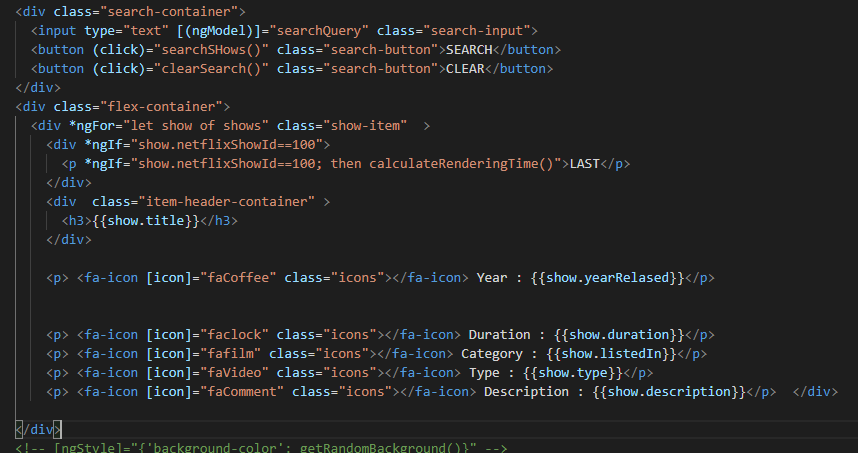 <div class="search-container">
<input type="text" [(ngModel)]="searchQuery" class="search-input">
<button (click)="searchSHows()" class="search-button">SEARCH</button>
<button (click)="clearSearch()" class="search-button">CLEAR</button>
</div>
<div class="flex-container">
<div *ngFor="let show of shows" class="show-item"  >
<div *ngIf="show.netflixShowId==100">
<p *ngIf="show.netflixShowId==100; then calculateRenderingTime()">LAST</p>
</div>
<div  class="item-header-container" >
<h3>{{show.title}}</h3>
</div>
<p> <fa-icon [icon]="faCoffee" class="icons"></fa-icon> Year : {{show.yearRelased}}</p>
<p> <fa-icon [icon]="faclock" class="icons"></fa-icon> Duration : {{show.duration}}</p>
<p> <fa-icon [icon]="fafilm" class="icons"></fa-icon> Category : {{show.listedIn}}</p>
<p> <fa-icon [icon]="faVideo" class="icons"></fa-icon> Type : {{show.type}}</p>
<p> <fa-icon [icon]="faComment" class="icons"></fa-icon> Description : {{show.description}}</p>  </div>
</div>
<!-- [ngStyle]="{'background-color': getRandomBackground()}" -->